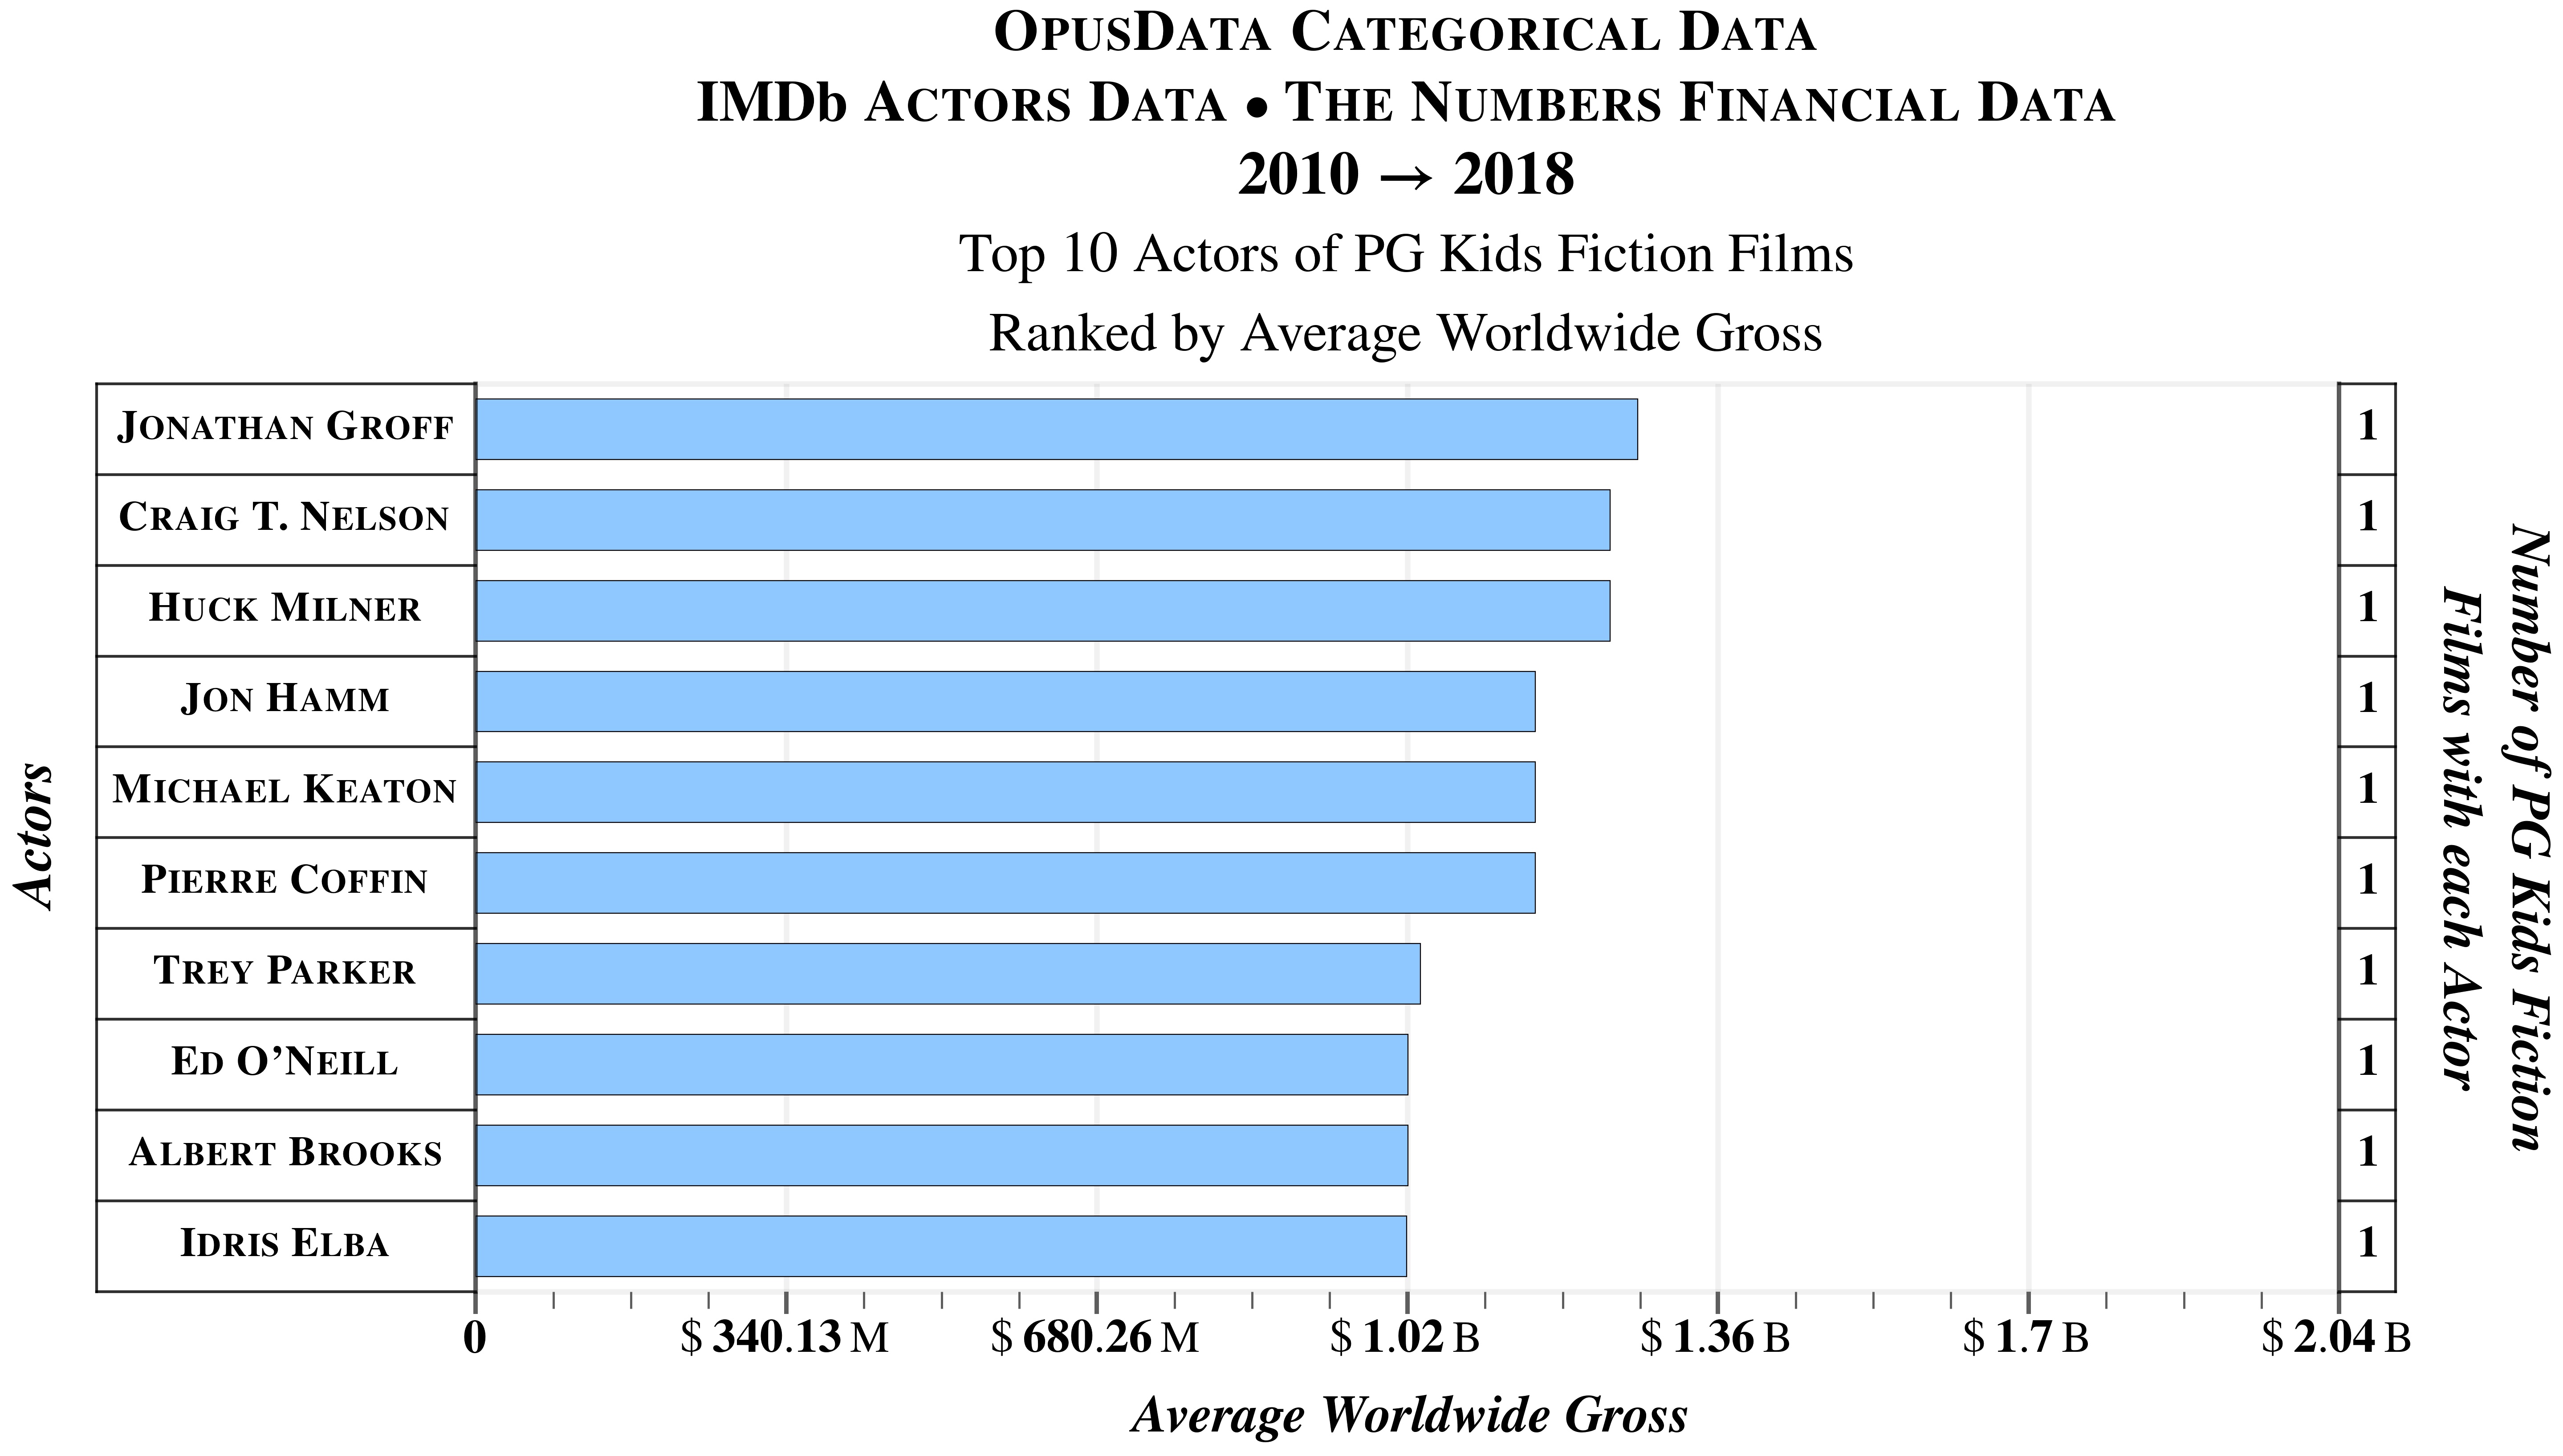 OPUSDATA CATEGORICAL DATA
IMDb ACTORS DATA • THE NUMBERS FINANCIAL DATA
2010 → 2018
Top 10 Actors of PG Kids Fiction Films
Ranked by Average Worldwide Gross
Actors
JONATHAN GROFF 1
CRAIG T. NELSON 1
HUCK MILNER 1
JON HAMM 1
MICHAEL KEATON 1
PIERRE COFFIN 1
TREY PARKER 1
ED O’NEILL 1
ALBERT BROOKS 1
IDRIS ELBA 1
Number of PG Kids Fiction
Films with each Actor
0 $ 340.13 M $ 680.26 M $ 1.02 B $ 1.36 B $ 1.7 B $ 2.04 B
Average Worldwide Gross